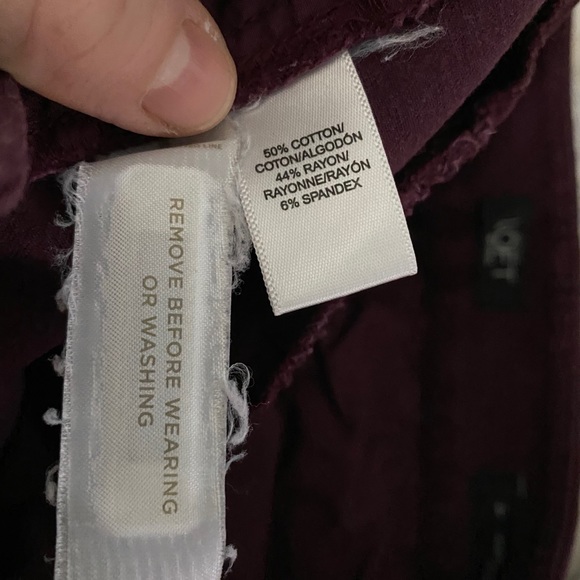 50% COTTON/
COTON/ALGODÓN
44% RAYON/
RAYONNE/RAYÓN
6% SPANDEX
REMOVE BEFORE WEARING
OR WASHING